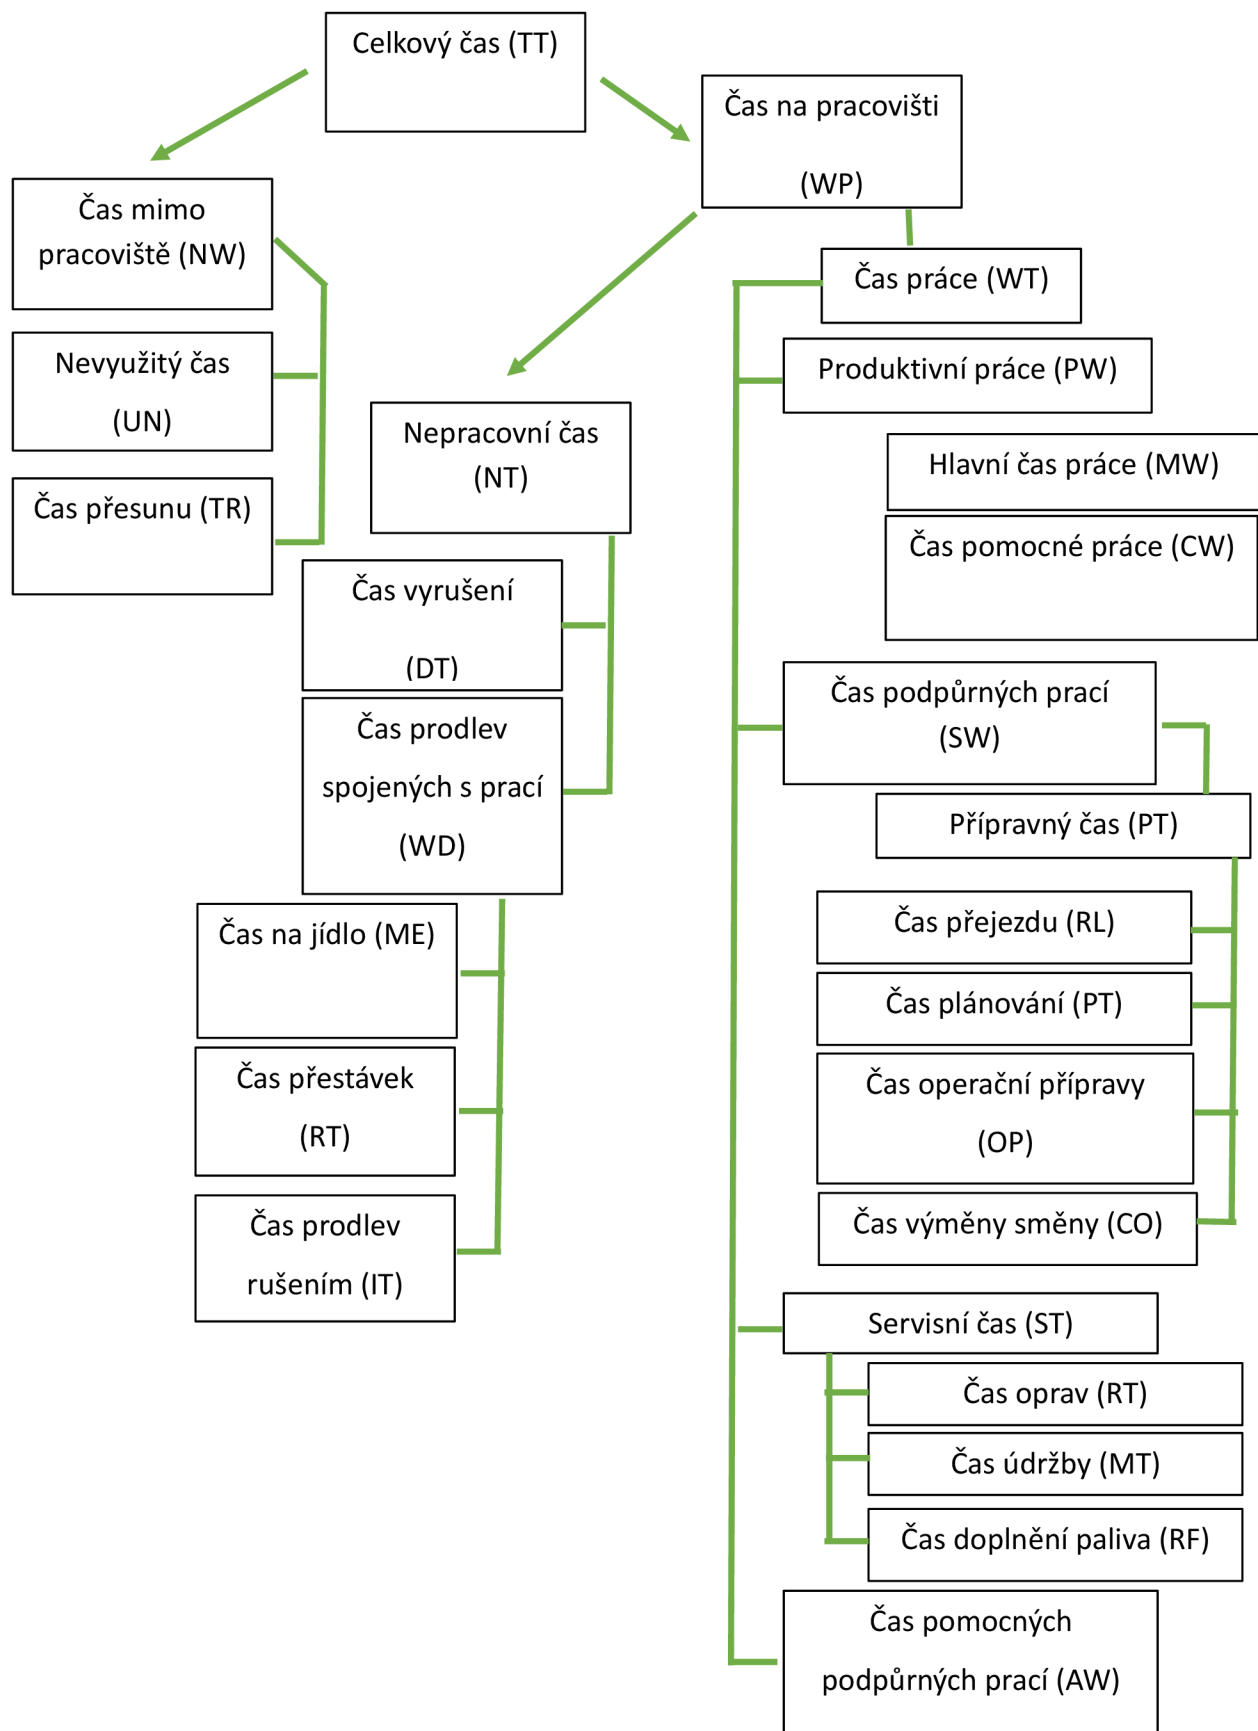 Celkový čas (TT)
Čas na pracovišti
(WP)
Čas mimo
pracoviště (NW)
Nevyužitý čas
(UN)
Čas přesunu (TR)
Nepracovní čas
(NT)
Čas vyrušení
(DT)
Čas prodlev
spojených s prací
(WD)
Čas na jídlo (ME)
Čas přestávek
(RT)
Čas prodlev
rušením (IT)
Čas práce (WT)
Produktivní práce (PW)
Hlavní čas práce (MW)
Čas pomocné práce (CW)
Čas podpůrných prací
(SW)
Přípravný čas (PT)
Čas přejezdu (RL)
Čas plánování (PT)
Čas operační přípravy
(OP)
Čas výměny směny (CO)
Servisní čas (ST)
Čas oprav (RT)
Čas údržby (MT)
Čas doplnění paliva (RF)
Čas pomocných
podpůrných prací (AW)